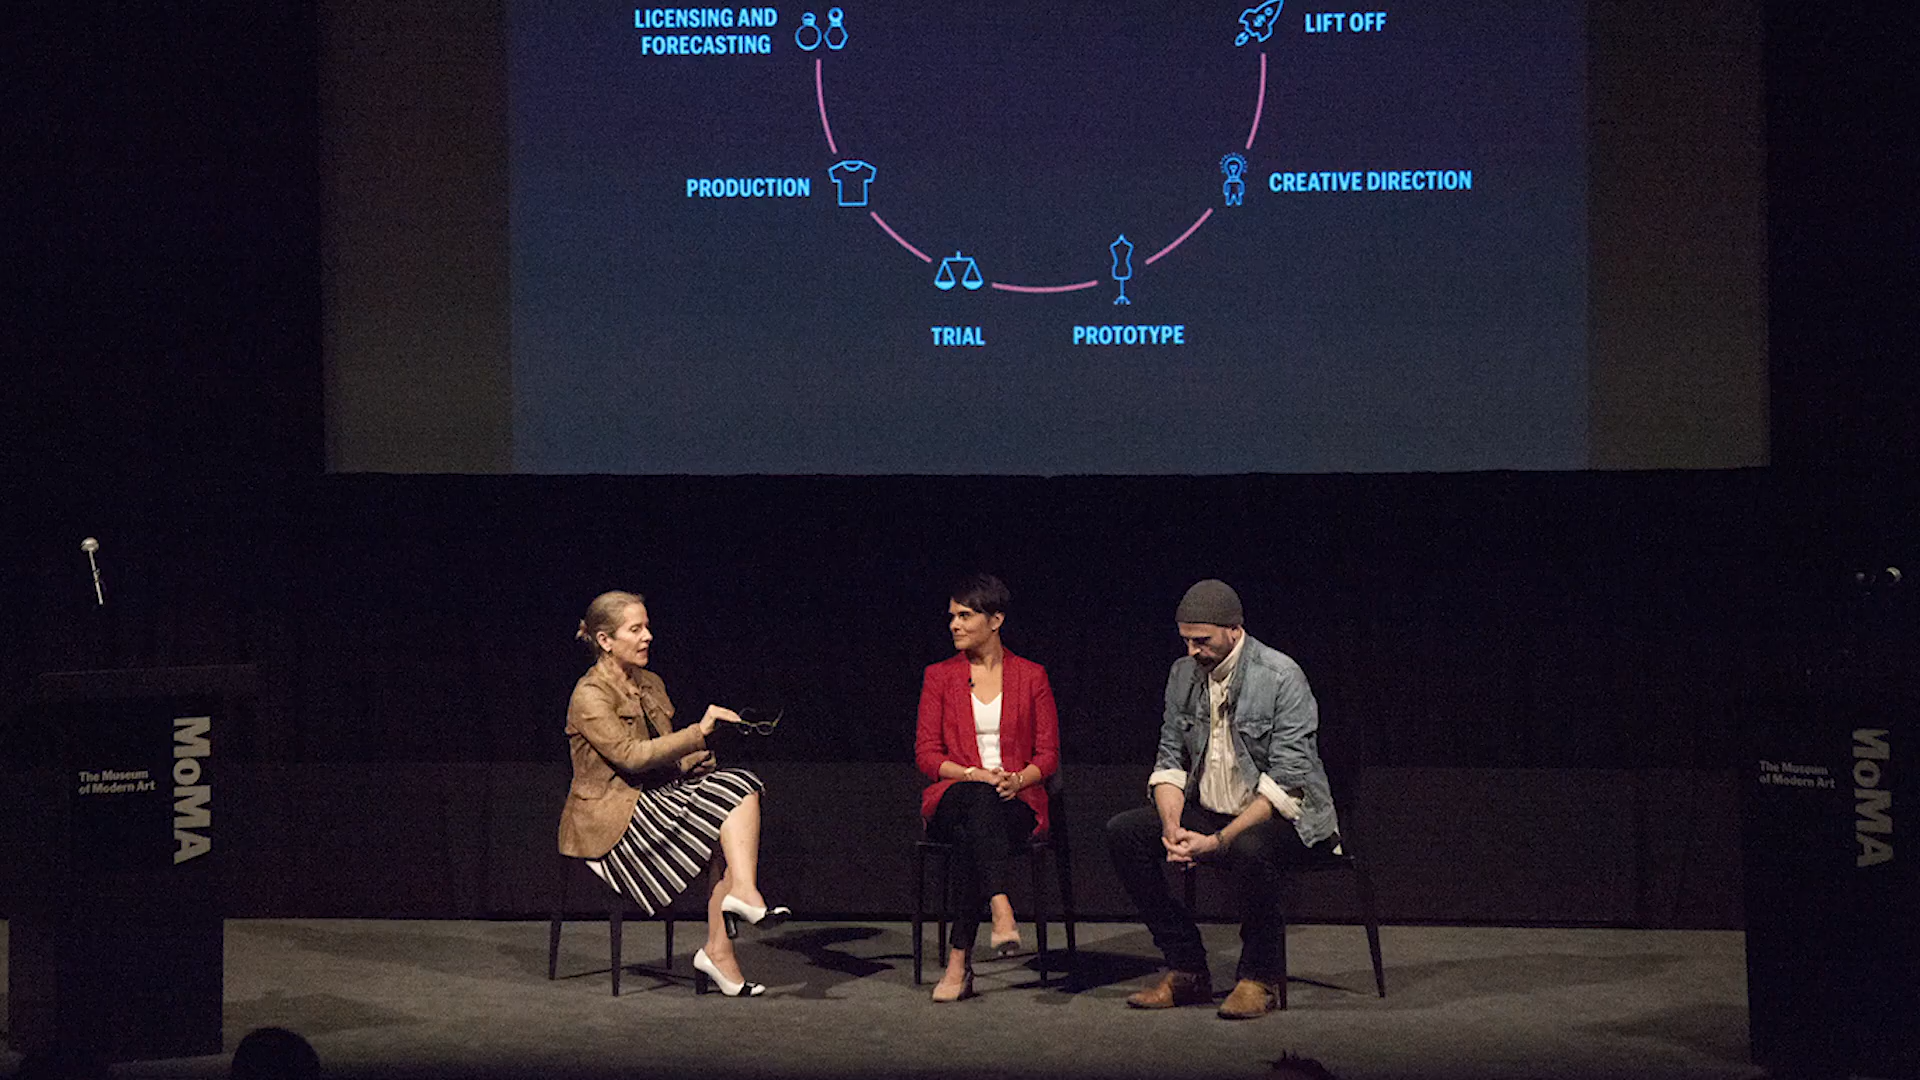 LICENSING AND
FORECASTING
LIFT OFF
PRODUCTION
CREATIVE DIRECTION
TRIAL
PROTOTYPE
The Museum
of Modern Art
MoMA
The Museum
of Modern Art
MoMA